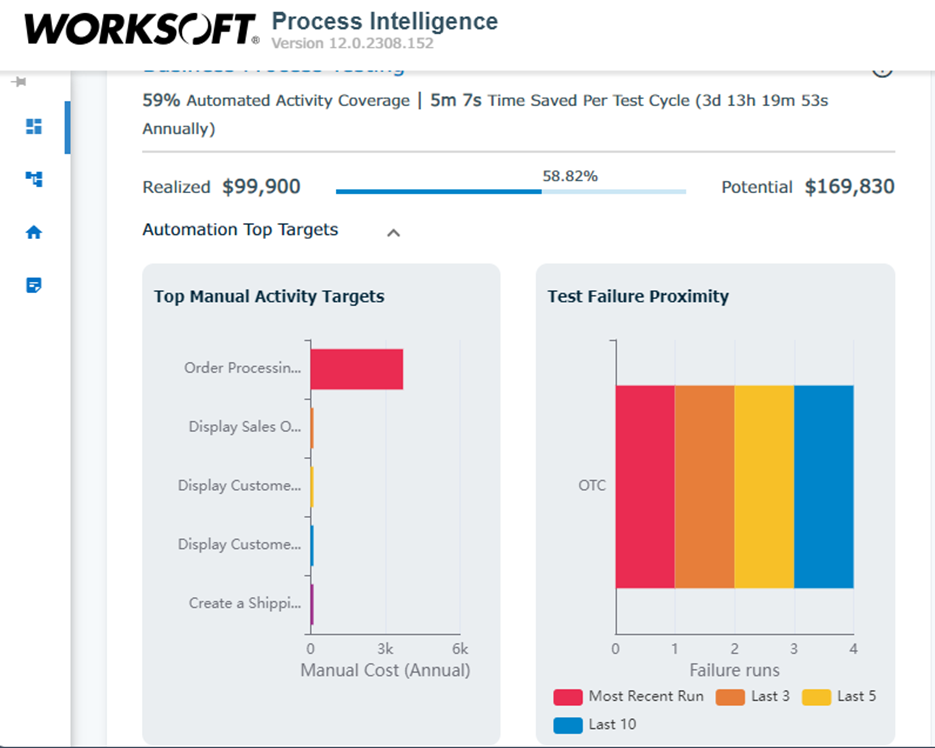 WORKSOFT® Process Intelligence
Version 12.0.2308.152
Business Process Testing
59% Automated Activity Coverage | 5m 7s Time Saved Per Test Cycle (3d 13h 19m 53s
Annually)
58.82%
Realized $99,900 Potential $169,830
Automation Top Targets
Top Manual Activity Targets
Order Processin...
Display Sales O...
Display Custome...
Display Custome...
Create a Shippi...
0 3k 6k
Manual Cost (Annual)
Test Failure Proximity
OTC
0 1 2 3 4
Failure runs
Most Recent Run Last 3 Last 5
Last 10